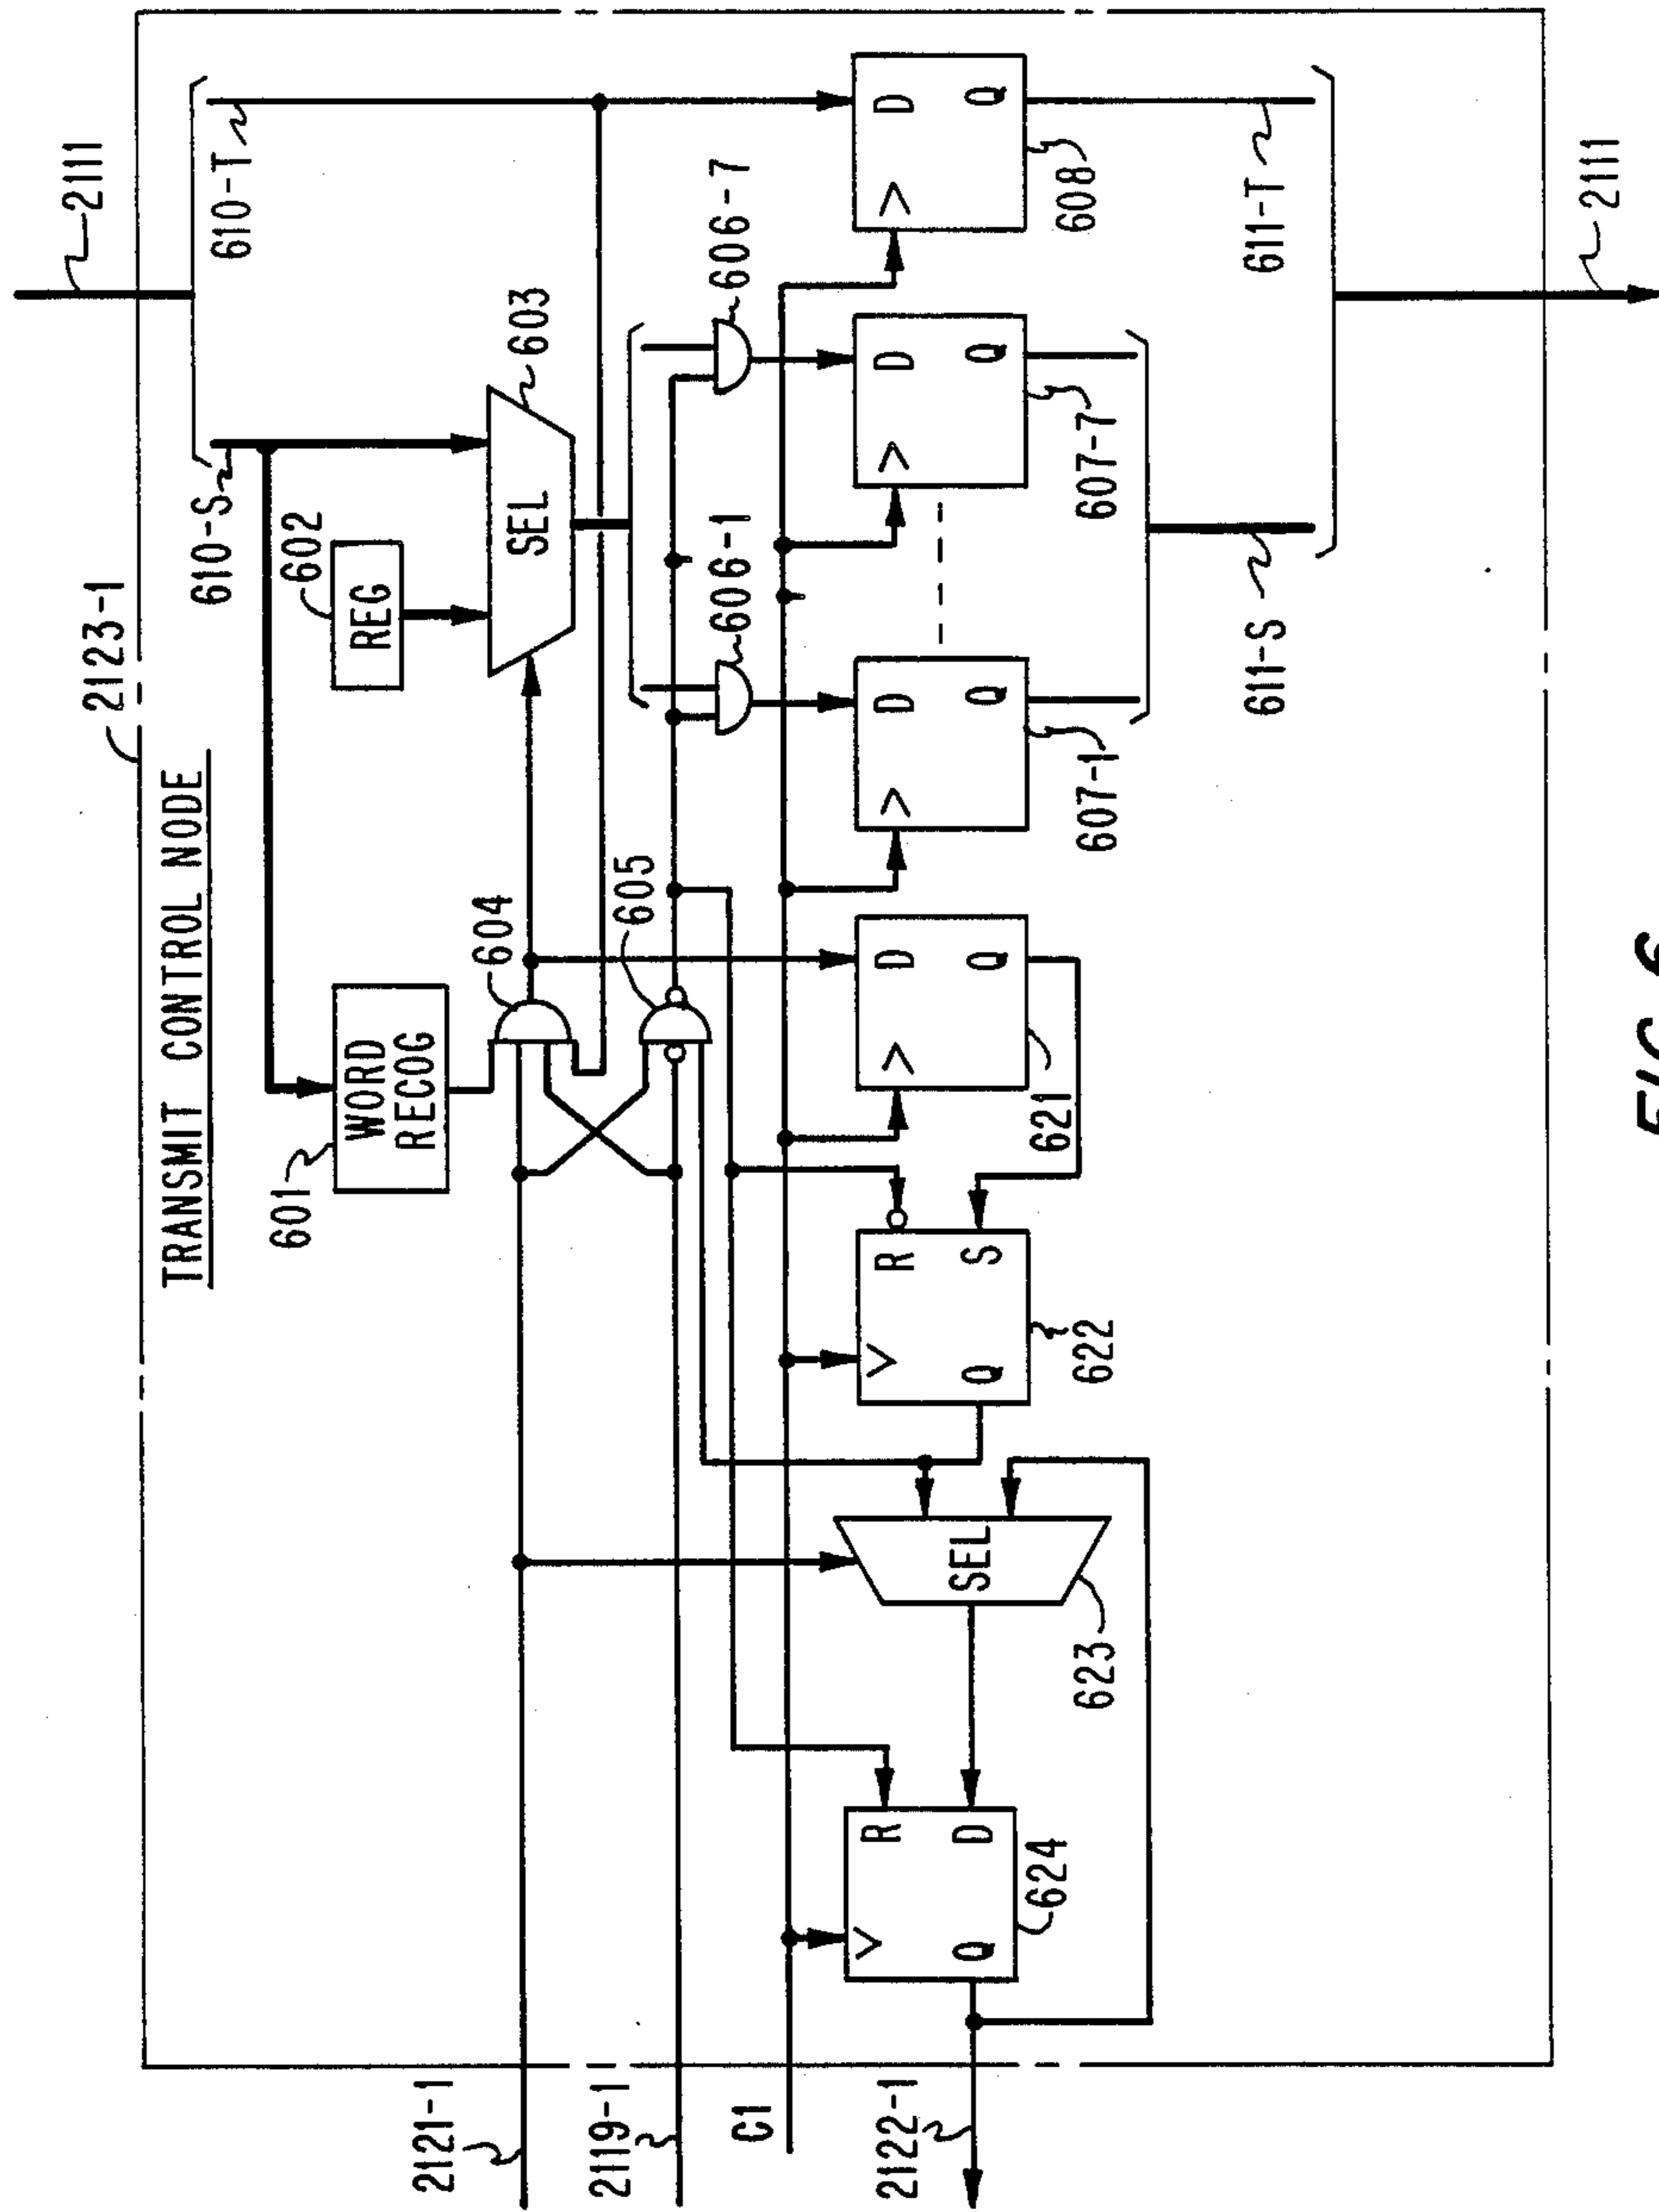 2111
2123-1
TRANSMIT CONTROL NODE
610-S
610-T
602
REG
SEL
603
601
WORD
RECOG
604
605
606-1
606-7
D
Q
621
R
S
Q
622
D
Q
607-1
D
Q
607-7
D
Q
608
SEL
623
R
D
Q
624
2121-1
2119-1
C1
2122-1
611-S
611-T
2111
FIG. 6